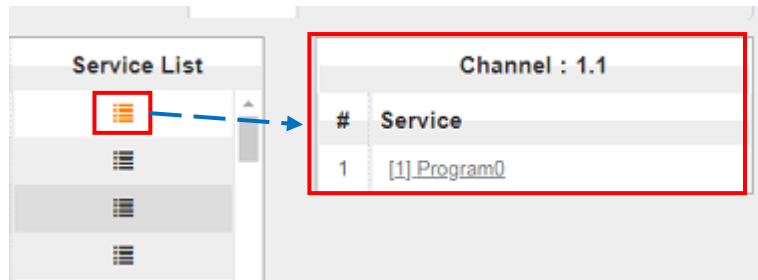 Service List
Channel : 1.1
# Service
1 [1] Program0